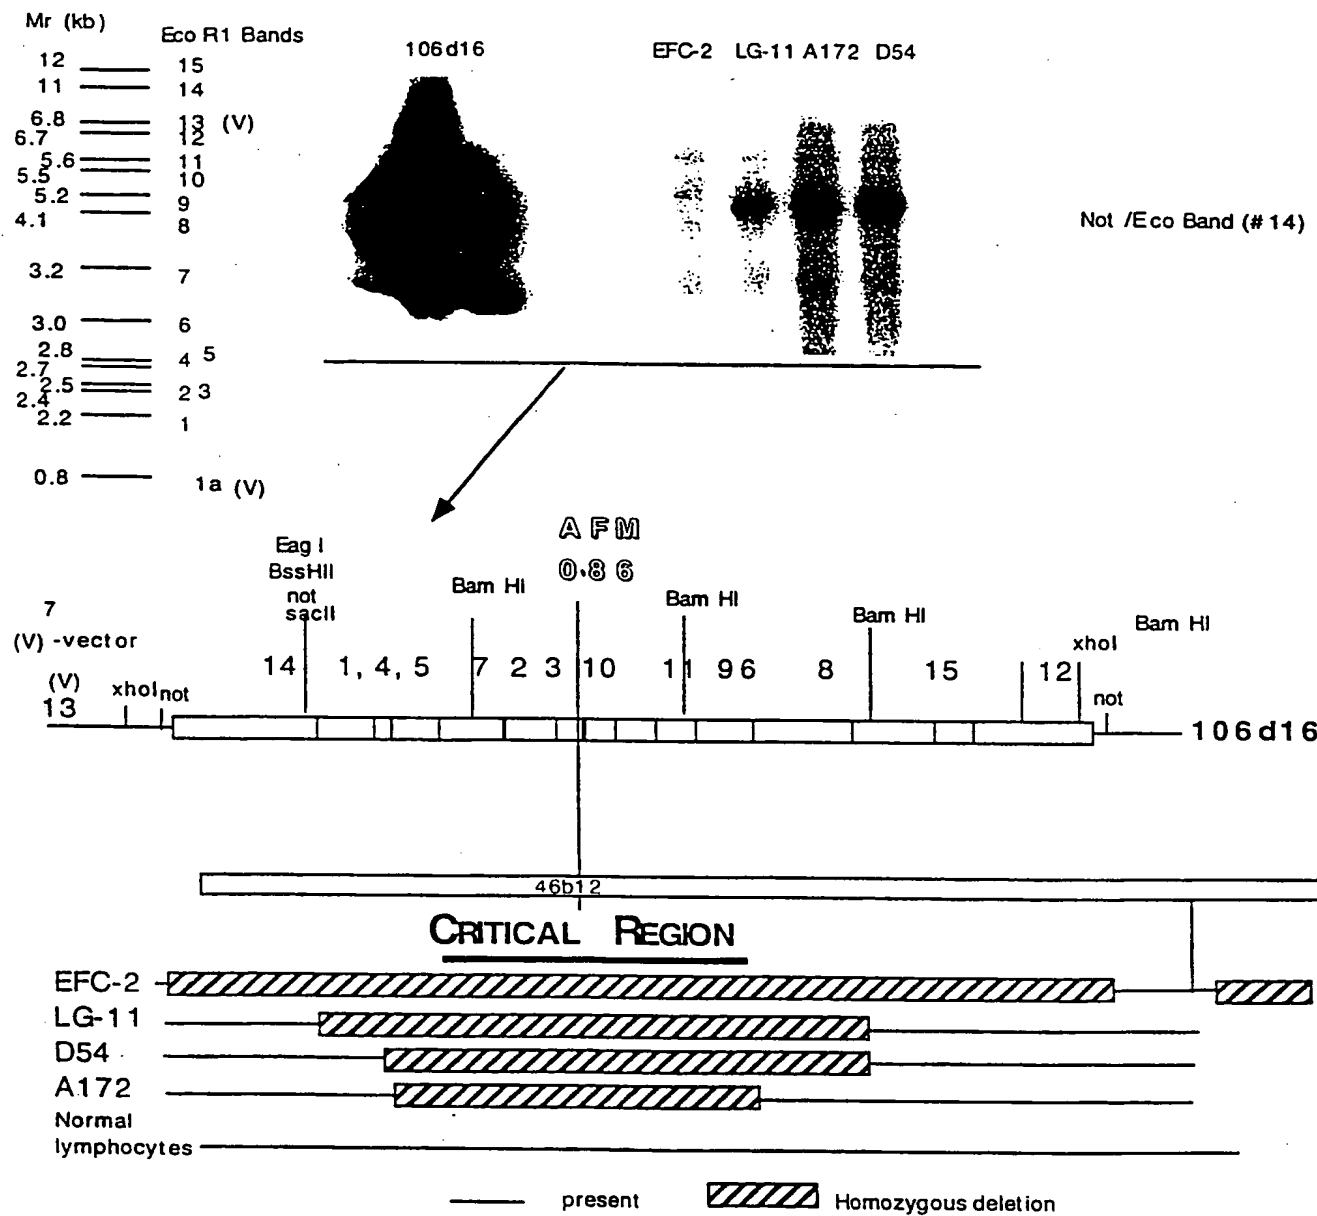 Mr (kb)
Eco R1 Bands
106d16
EFC-2 LG-11 A172 D54
12 15
11 14
6.8 13 (V)
6.7 12
5.6 11
5.5 10
5.2 9
4.1 8
3.2 7
3.0 6
2.8 5
2.7 4
2.5 3
2.4 2
2.2 1
0.8 1a (V)
Not /Eco Band (#14)
AFM
0.86
Eag I
BssHII
not
sacII
Bam HI
Bam HI
Bam HI
Bam HI
xhoI
7
(V) -vector
14 1, 4, 5 7 2 3 10 11 9 6 8 15 12
(V)
13
xhoI not
not
106d16
46b12
CRITICAL REGION
EFC-2
LG-11
D54
A172
Normal
lymphocytes
present Homozygous deletion